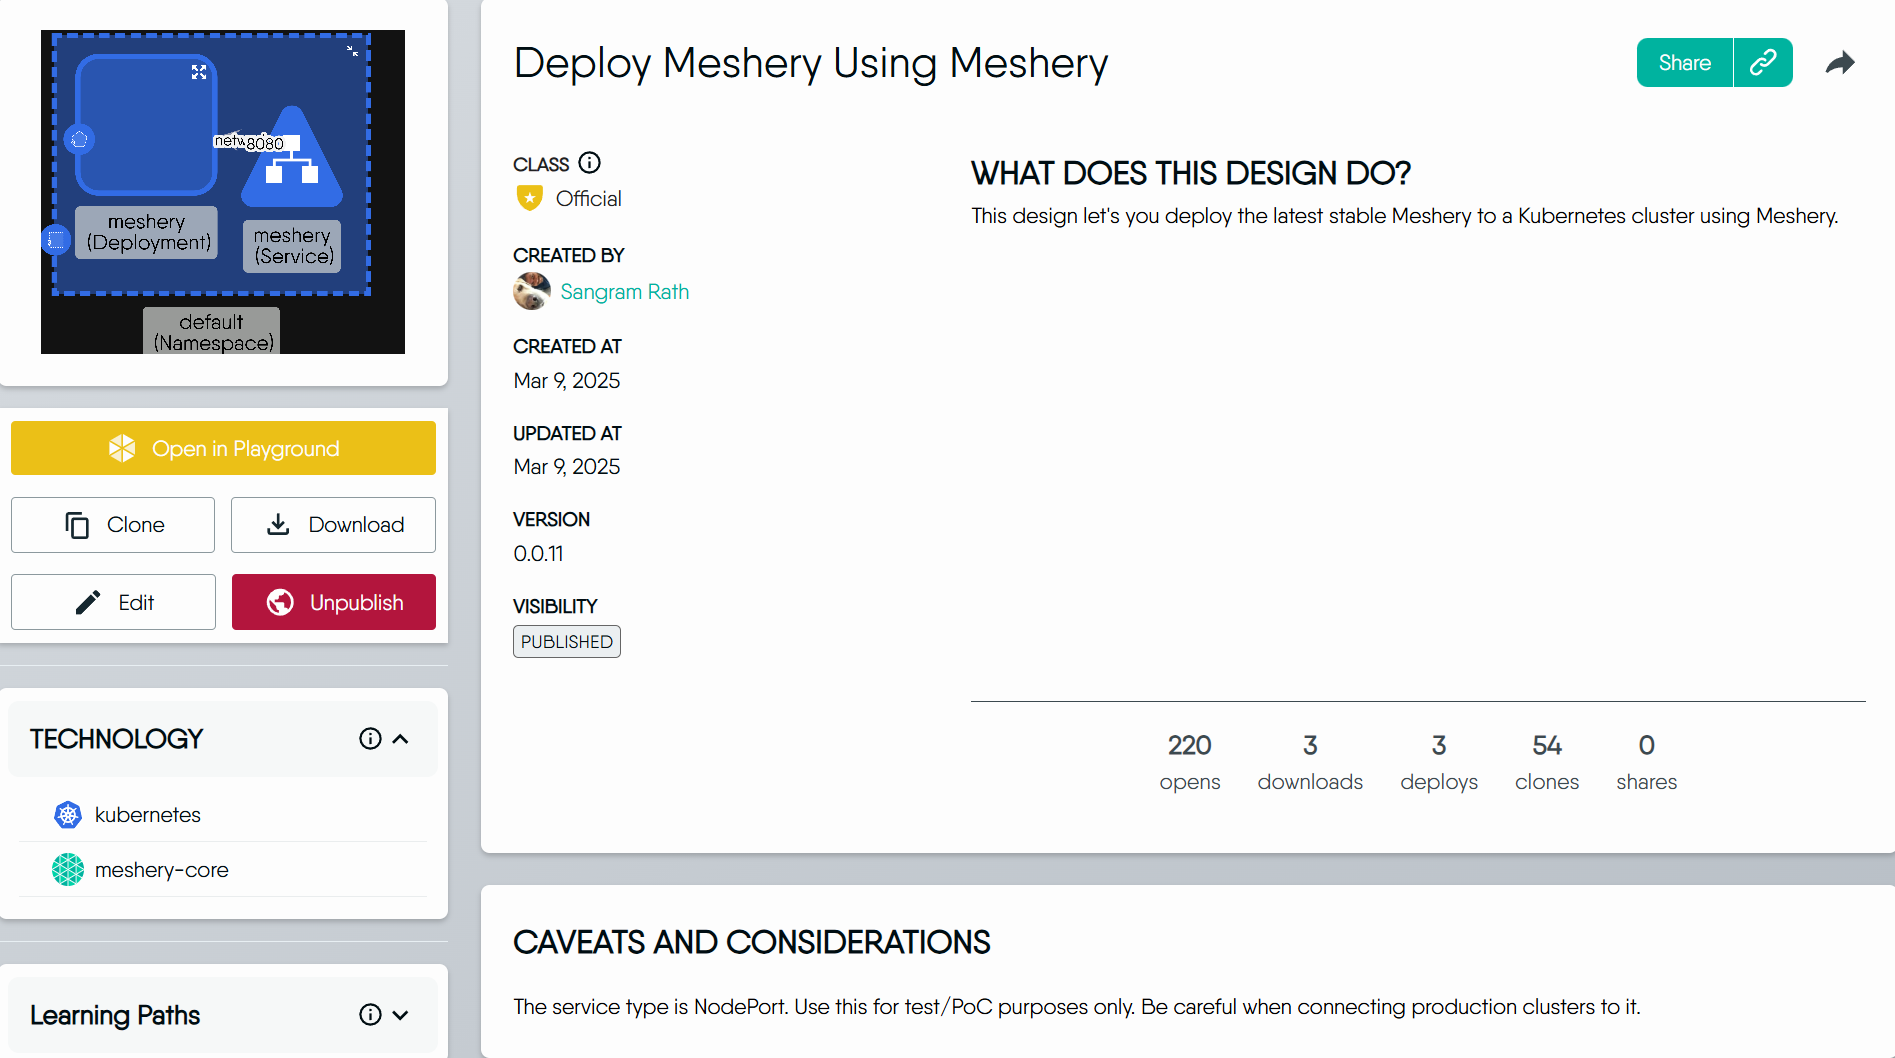 netw
8080
meshery
(Deployment)
meshery
(Service)
default
(Namespace)
Open in Playground
Clone
Download
Edit
Unpublish
TECHNOLOGY
kubernetes
meshery-core
Learning Paths
Deploy Meshery Using Meshery
Share
CLASS
Official
CREATED BY
Sangram Rath
CREATED AT
Mar 9, 2025
UPDATED AT
Mar 9, 2025
VERSION
0.0.11
VISIBILITY
PUBLISHED
WHAT DOES THIS DESIGN DO?
This design let's you deploy the latest stable Meshery to a Kubernetes cluster using Meshery.
220 3 3 54 0
opens downloads deploys clones shares
CAVEATS AND CONSIDERATIONS
The service type is NodePort. Use this for test/PoC purposes only. Be careful when connecting production clusters to it.